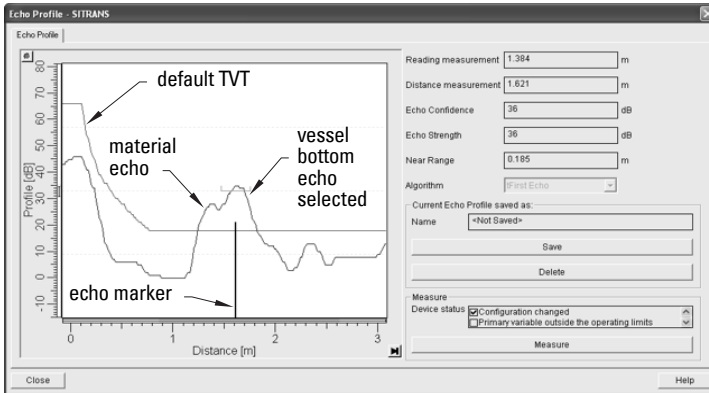 Echo Profile - SITRANS
Echo Profile
80
70
60
50
40
30
20
10
0
-10
Profile [dB]
default TVT
material
echo
vessel
bottom
echo
selected
echo marker
0
1
2
3
Distance [m]
Reading measurement 1.384 m
Distance measurement 1.621 m
Echo Confidence 36 dB
Echo Strength 36 dB
Near Range 0.185 m
Algorithm tFirst Echo
Current Echo Profile saved as:
Name <Not Saved>
Save
Delete
Measure
Device status Configuration changed
Primary variable outside the operating limits
Measure
Close
Help